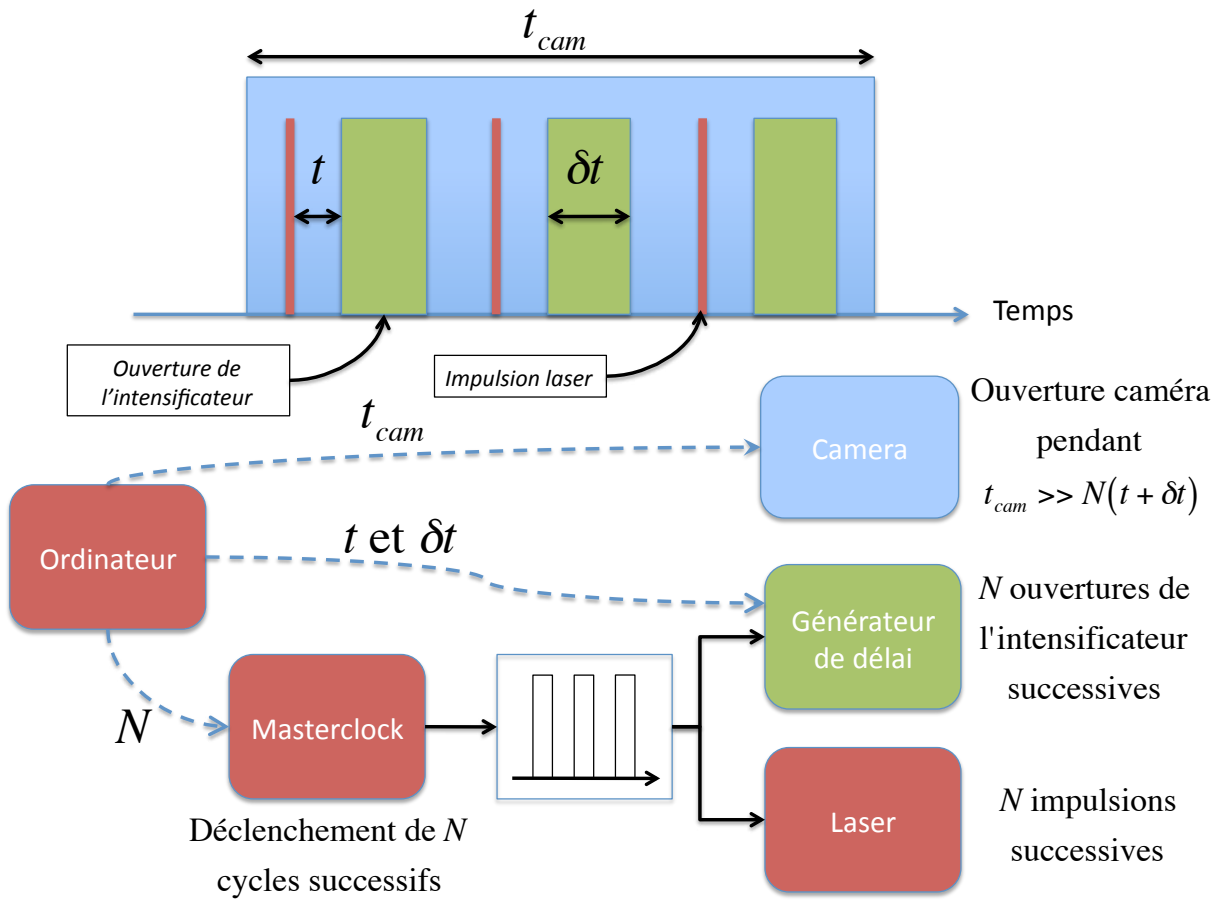 t_cam
t
δt
Temps
Ouverture de
l'intensificateur
Impulsion laser
t_cam
Camera
Ouverture caméra
pendant
t_cam >> N(t + δt)
Ordinateur
t et δt
Générateur
de délai
N ouvertures de
l'intensificateur
successives
N
Masterclock
Déclenchement de N
cycles successifs
Laser
N impulsions
successives